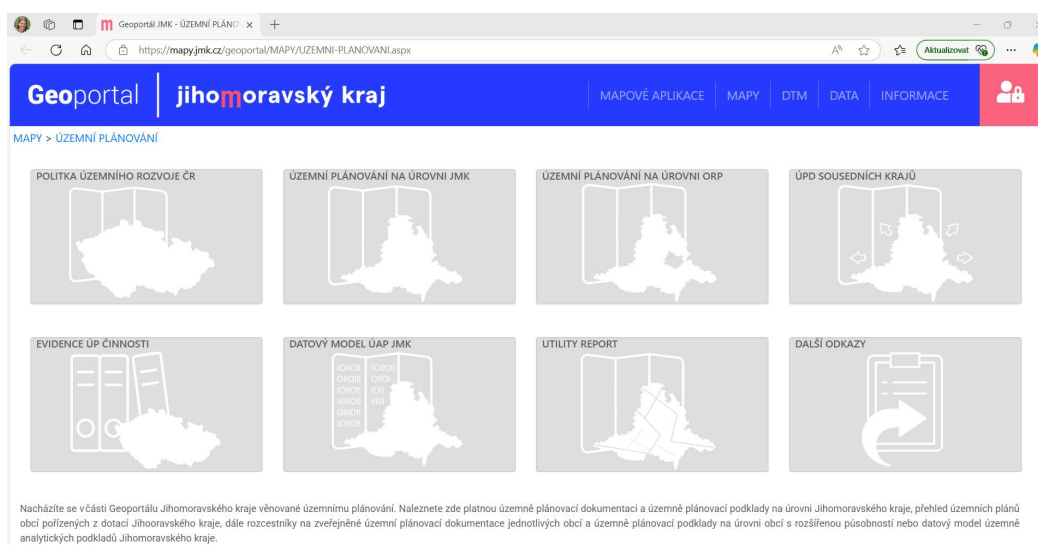 Geoportál JMK - ÚZEMNÍ PLÁNO
https://mapy.jmk.cz/geoportal/MAPY/UZEMNI-PLANOVANI.aspx
Aktualizovat
Geoportal jihomoravský kraj
MAPOVÉ APLIKACE MAPY DTM DATA INFORMACE
MAPY > ÚZEMNÍ PLÁNOVÁNÍ
POLITKA ÚZEMNÍHO ROZVOJE ČR
ÚZEMNÍ PLÁNOVÁNÍ NA ÚROVNI JMK
ÚZEMNÍ PLÁNOVÁNÍ NA ÚROVNI ORP
ÚPD SOUSEDNÍCH KRAJŮ
EVIDENCE ÚP ČINNOSTI
DATOVÝ MODEL ÚAP JMK
UTILITY REPORT
DALŠÍ ODKAZY
Nacházíte se v části Geoportálu Jihomoravského kraje věnované územnímu plánování. Naleznete zde platnou územně plánovací dokumentaci a územně plánovací podklady na úrovni Jihomoravského kraje, přehled územních plánů
obcí pořízených z dotací Jihooravského kraje, dále rozcestníky na zveřejněné územní plánovací dokumentace jednotlivých obcí a územně plánovací podklady na úrovni obcí s rozšířenou púsobností nebo datový model územně
analytických podkladů Jihomoravského kraje.